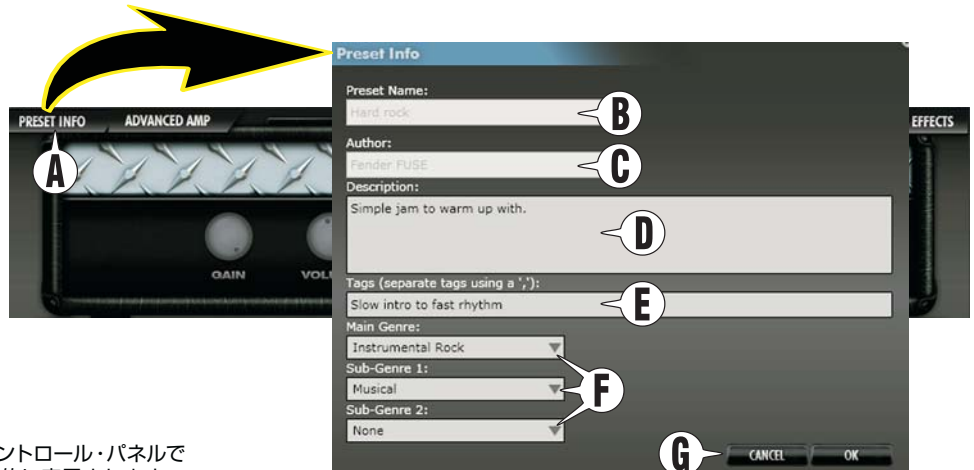 Preset Info
Preset Name:
Hard rock
B
PRESET INFO
ADVANCED AMP
EFFECTS
A
Author:
Fender FUSE
C
Description:
Simple jam to warm up with.
D
GAIN
Tags (separate tags using a ','):
Slow intro to fast rhythm
E
Main Genre:
Instrumental Rock
Sub-Genre 1:
Musical
F
Sub-Genre 2:
None
G
CANCEL
OK
ントロール・パネルで